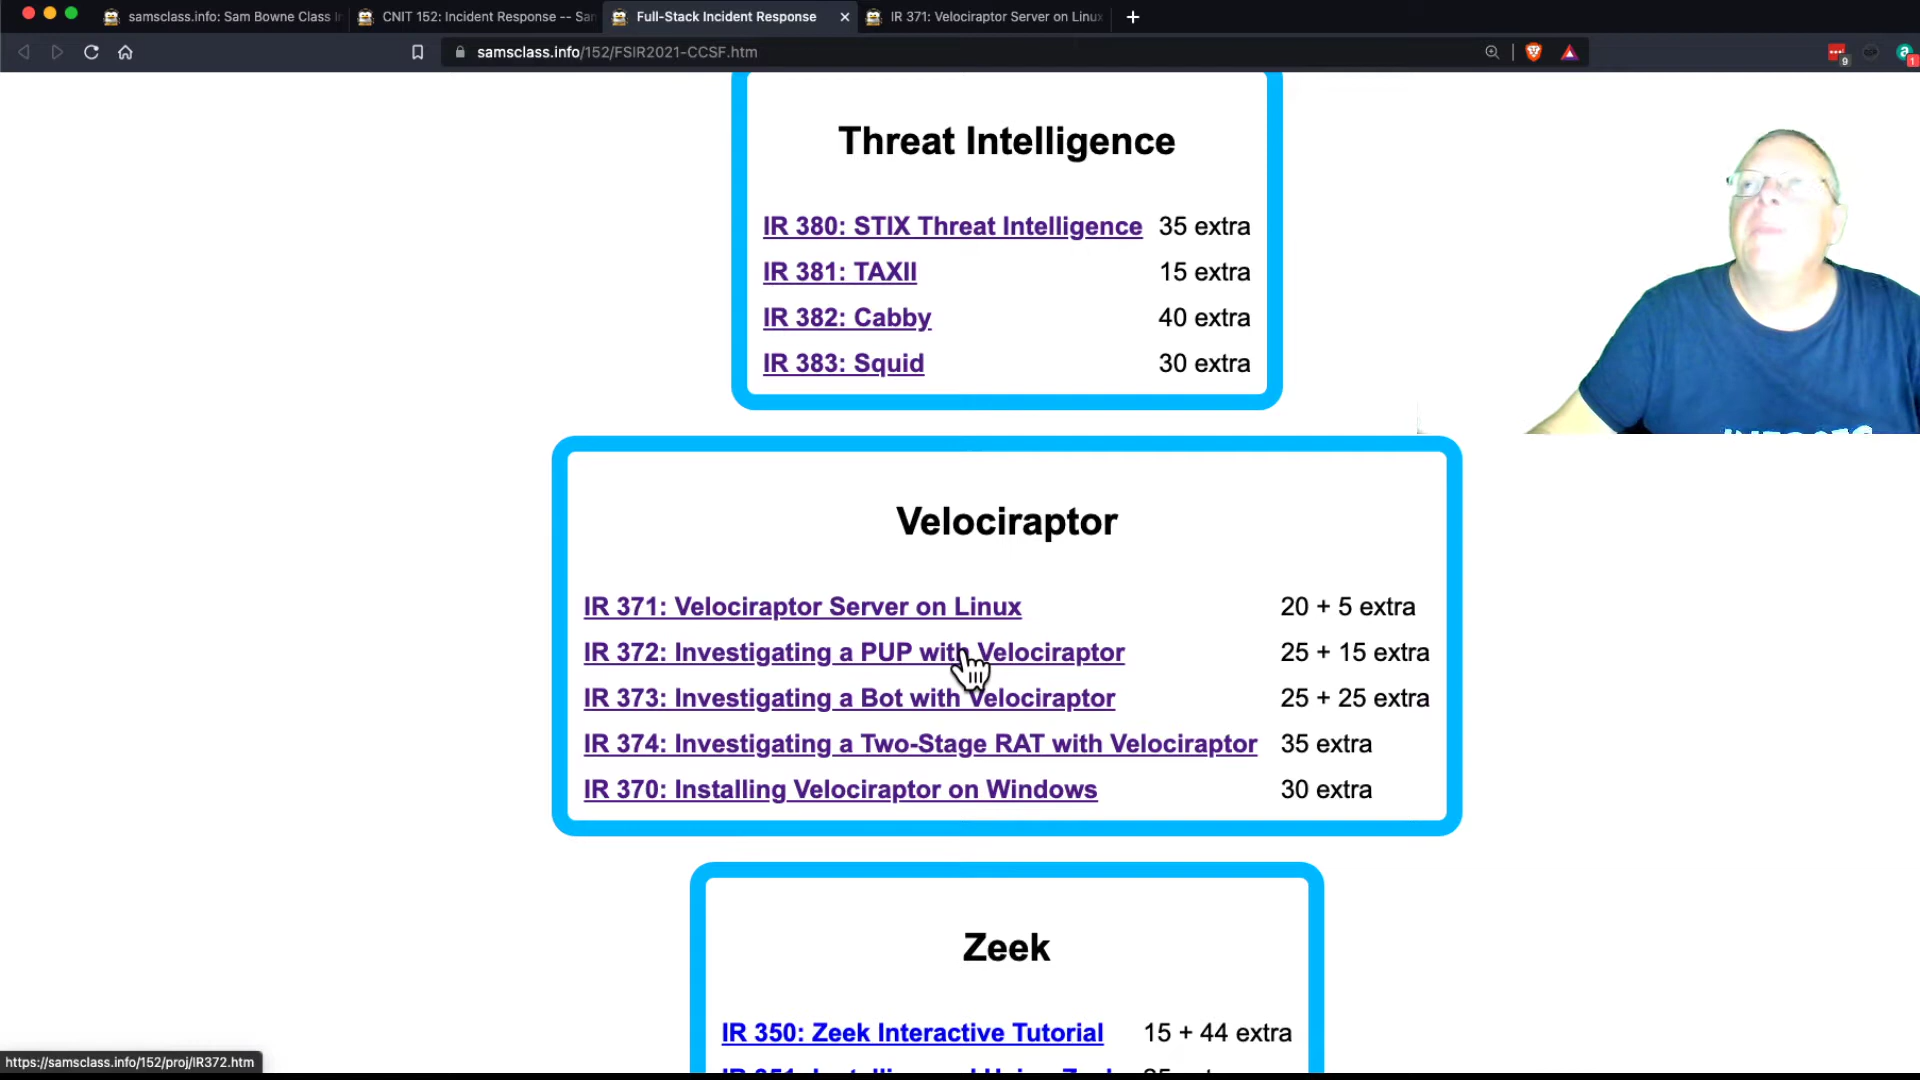 samsclass.info: Sam Bowne Class I
CNIT 152: Incident Response -- Sam
Full-Stack Incident Response
IR 371: Velociraptor Server on Linux
samsclass.info/152/FSIR2021-CCSF.htm
9
1
Threat Intelligence
IR 380: STIX Threat Intelligence 35 extra
IR 381: TAXII 15 extra
IR 382: Cabby 40 extra
IR 383: Squid 30 extra
Velociraptor
IR 371: Velociraptor Server on Linux 20 + 5 extra
IR 372: Investigating a PUP with Velociraptor 25 + 15 extra
IR 373: Investigating a Bot with Velociraptor 25 + 25 extra
IR 374: Investigating a Two-Stage RAT with Velociraptor 35 extra
IR 370: Installing Velociraptor on Windows 30 extra
Zeek
IR 350: Zeek Interactive Tutorial 15 + 44 extra
https://samsclass.info/152/proj/IR372.htm